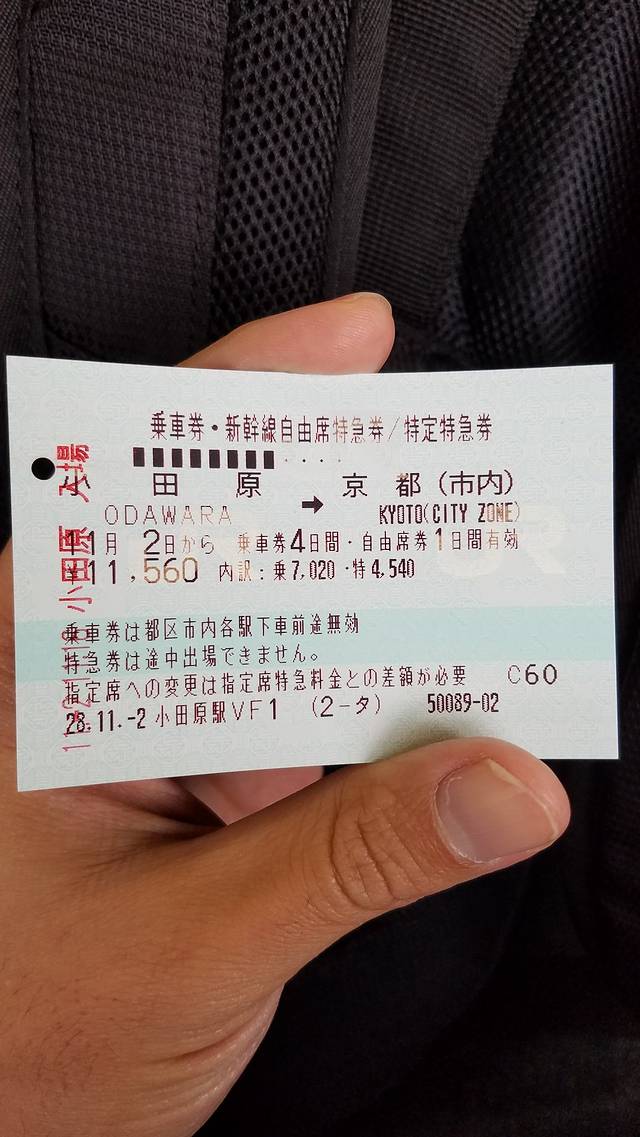 乗車券・新幹線自由席特急券/特定特急券
■■■■■■■■ ・・・・
小田原 → 京都(市内)
ODAWARA KYOTO(CITY ZONE)
11月 2日から 乗車券4日間・自由席券1日間有効
¥11,560 内訳:乗7,020・特4,540
乗車券は都区市内各駅下車前途無効
特急券は途中出場できません。
指定席への変更は指定席特急料金との差額が必要 C60
28.11.-2 小田原駅VF1 (2-タ) 50089-02
小田原 入場
JR